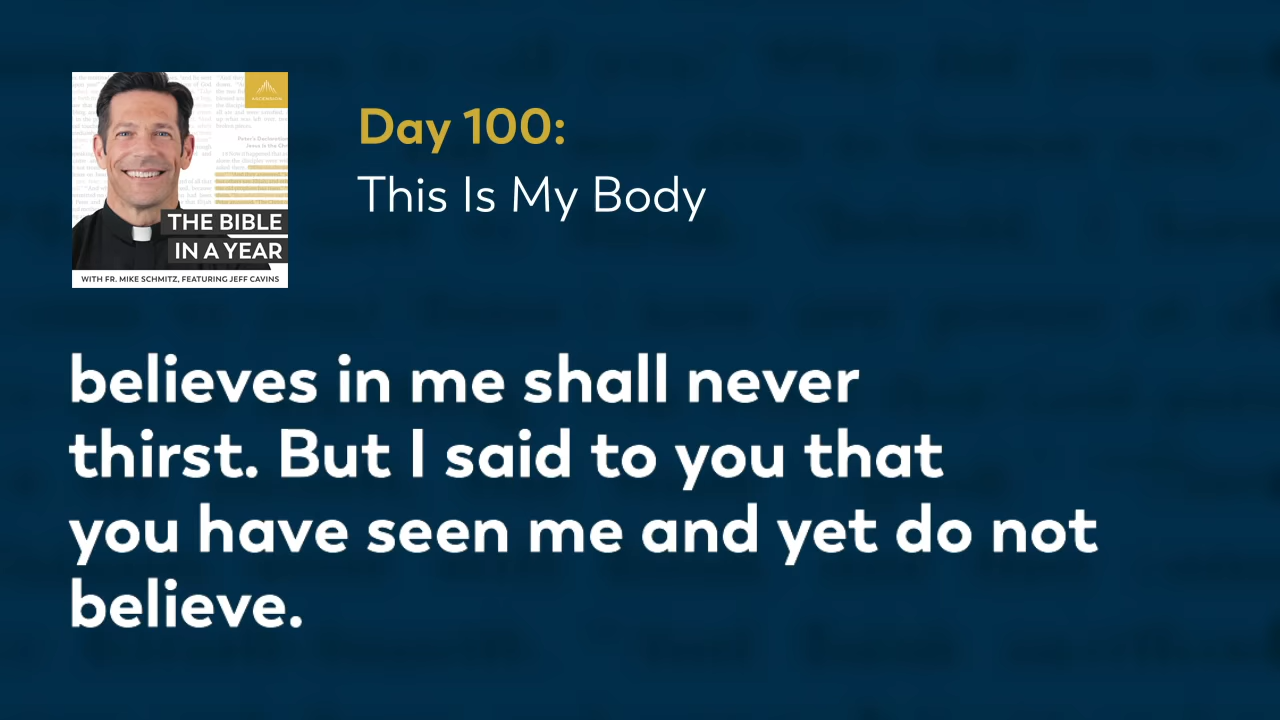 ASCENSION
THE BIBLE
IN A YEAR
WITH FR. MIKE SCHMITZ, FEATURING JEFF CAVINS
Day 100:
This Is My Body
believes in me shall never
thirst. But I said to you that
you have seen me and yet do not
believe.